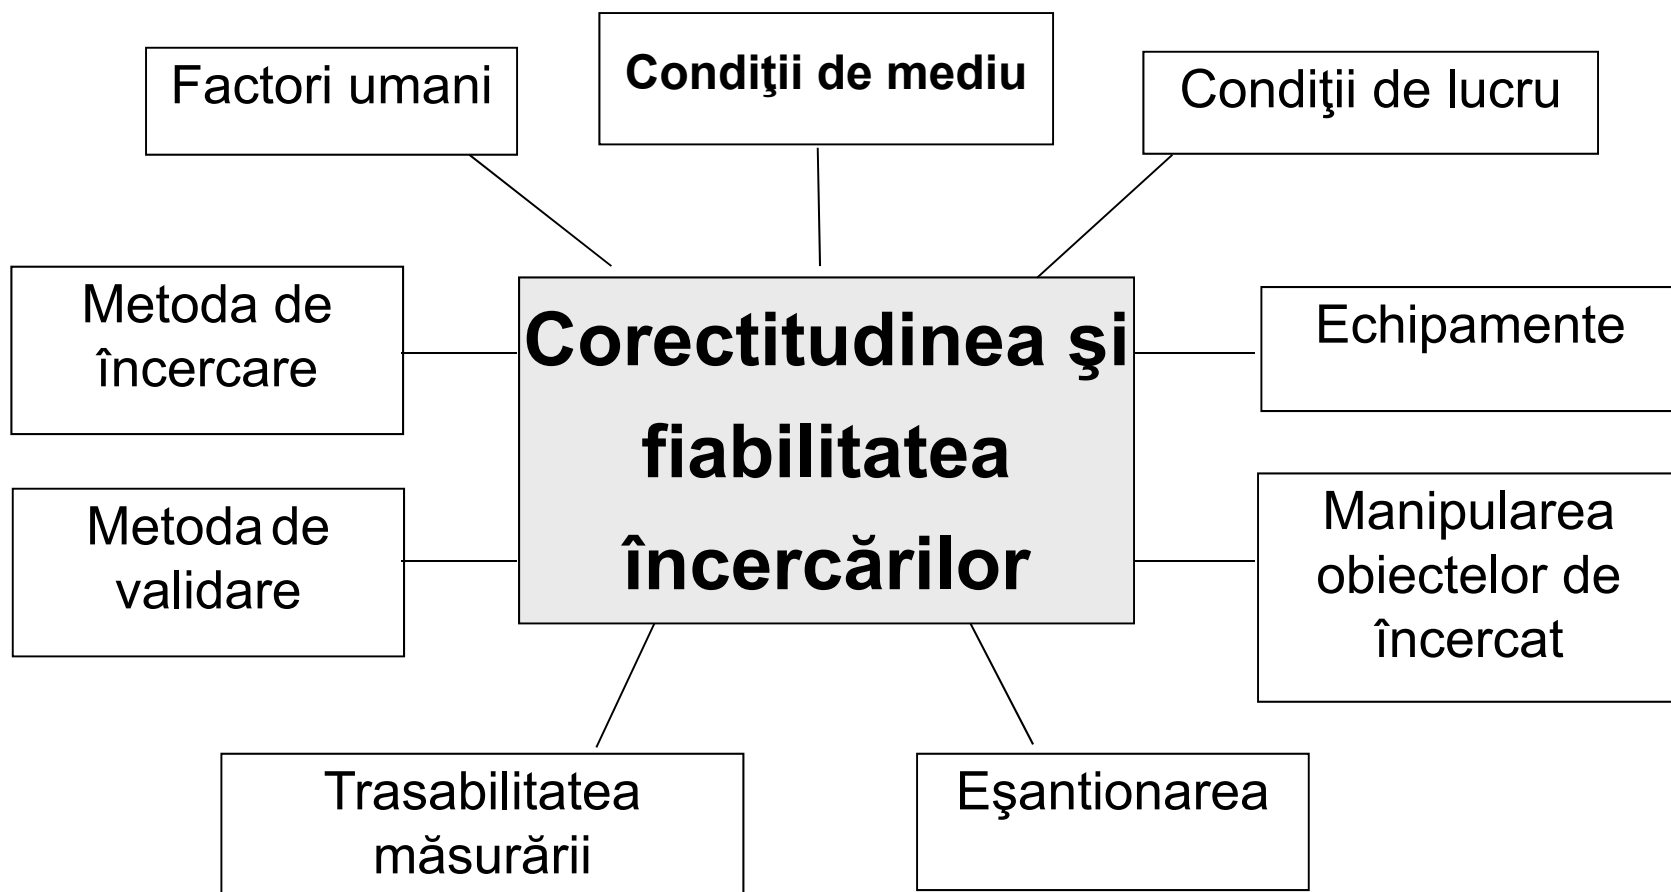 Factori umani
Condiţii de mediu
Condiţii de lucru
Metoda de
încercare
Corectitudinea şi
fiabilitatea
încercărilor
Echipamente
Metoda de
validare
Manipularea
obiectelor de
încercat
Trasabilitatea
măsurării
Eşantionarea